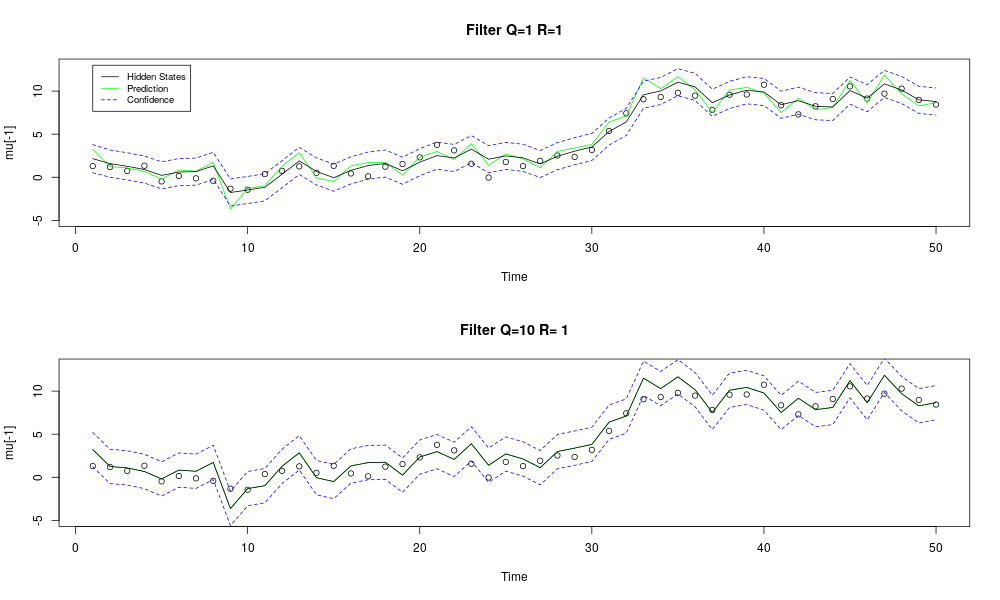 Filter Q=1 R=1
mu[-1]
10
5
0
-5
Hidden States
Prediction
Confidence
0 10 20 30 40 50
Time
Filter Q=10 R= 1
mu[-1]
10
5
0
-5
0 10 20 30 40 50
Time